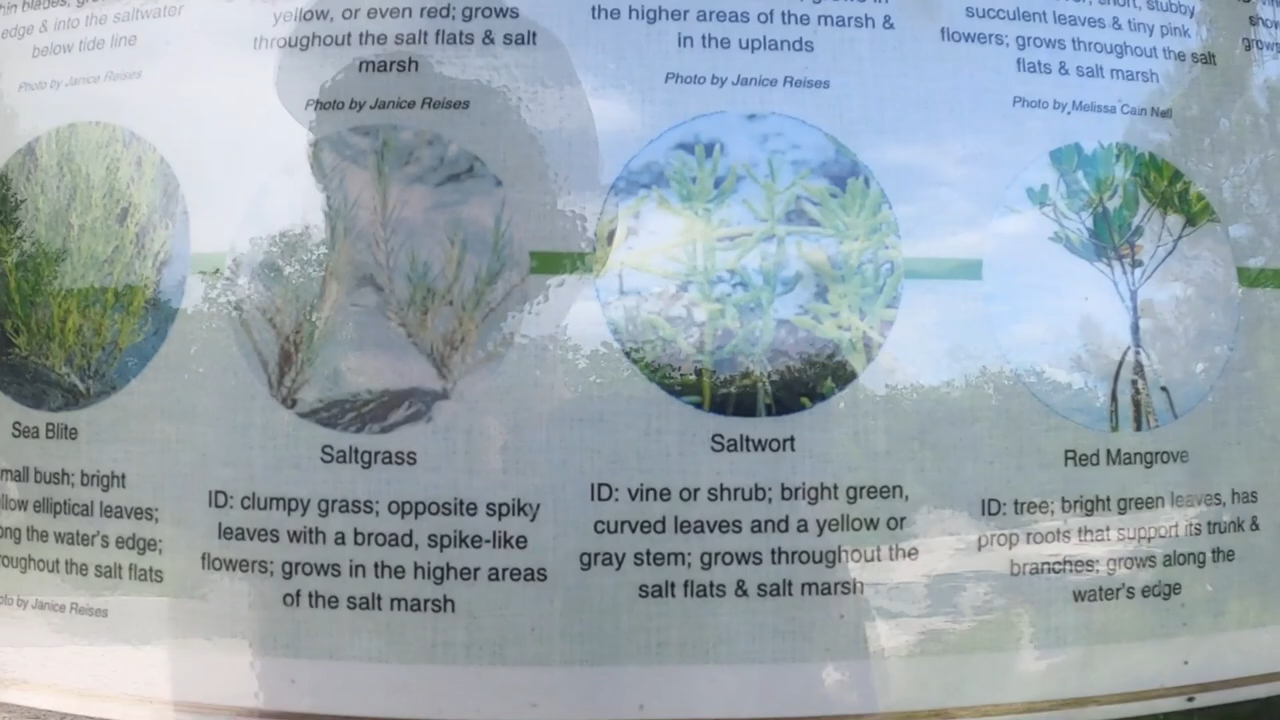 edge & into the saltwater
below tide line
Photo by Janice Reises
yellow, or even red; grows
throughout the salt flats & salt
marsh
Photo by Janice Reises
the higher areas of the marsh &
in the uplands
Photo by Janice Reises
short, stubby
succulent leaves & tiny pink
flowers; grows throughout the salt
flats & salt marsh
Photo by Melissa Cain Nell
Sea Blite
mall bush; bright
llow elliptical leaves;
ong the water's edge;
roughout the salt flats
oto by Janice Reises
Saltgrass
ID: clumpy grass; opposite spiky
leaves with a broad, spike-like
flowers; grows in the higher areas
of the salt marsh
Saltwort
ID: vine or shrub; bright green,
curved leaves and a yellow or
gray stem; grows throughout the
salt flats & salt marsh
Red Mangrove
ID: tree; bright green leaves, has
prop roots that support its trunk &
branches; grows along the
water's edge